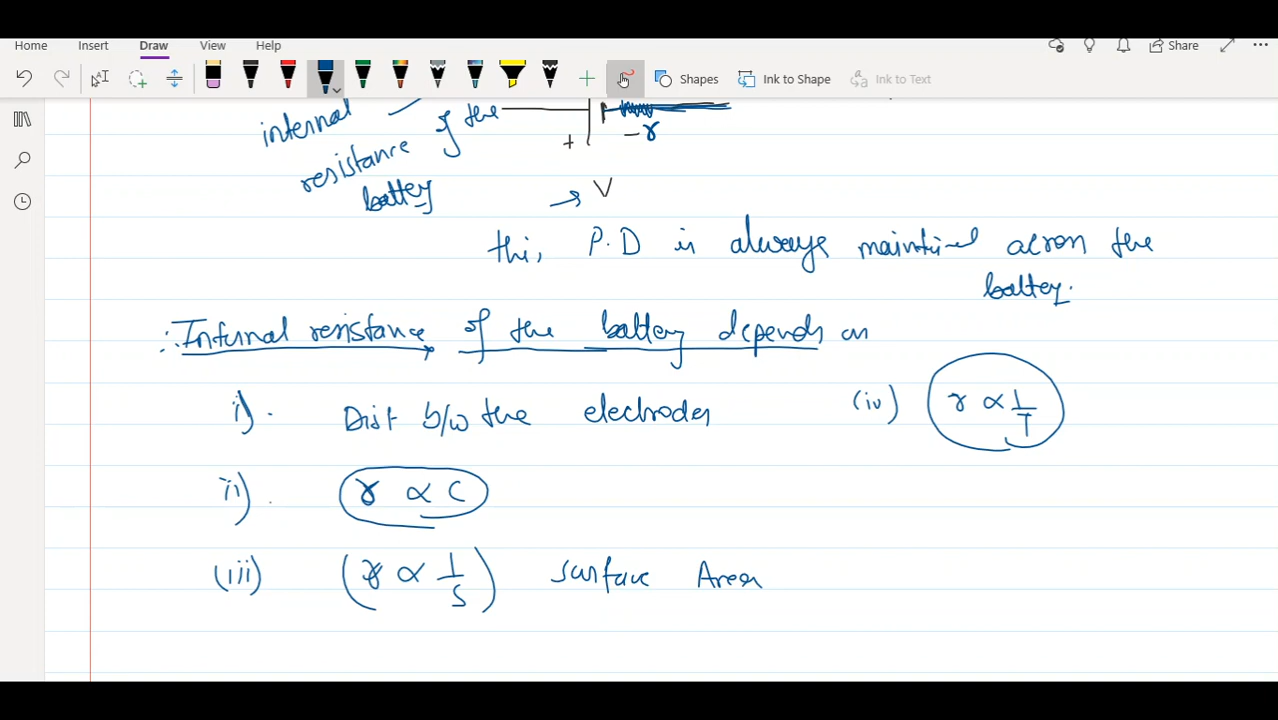 Home Insert Draw View Help Share
Shapes Ink to Shape Ink to Text
internal
resistance of the
battery
+ - r
→ V
this, P.D is always maintained across the
battery.
∴ Internal resistance of the battery depends on
i). Dist b/w the electrodes
(iv) r ∝ 1/T
ii). r ∝ C
(iii) (r ∝ 1/S) surface Area